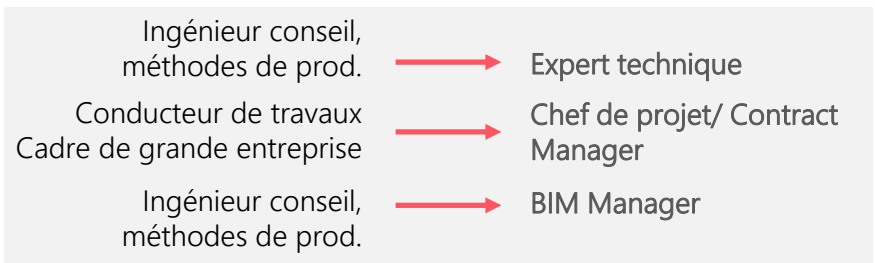 Ingénieur conseil,
méthodes de prod.
Expert technique
Conducteur de travaux
Cadre de grande entreprise
Chef de projet/ Contract
Manager
Ingénieur conseil,
méthodes de prod.
BIM Manager